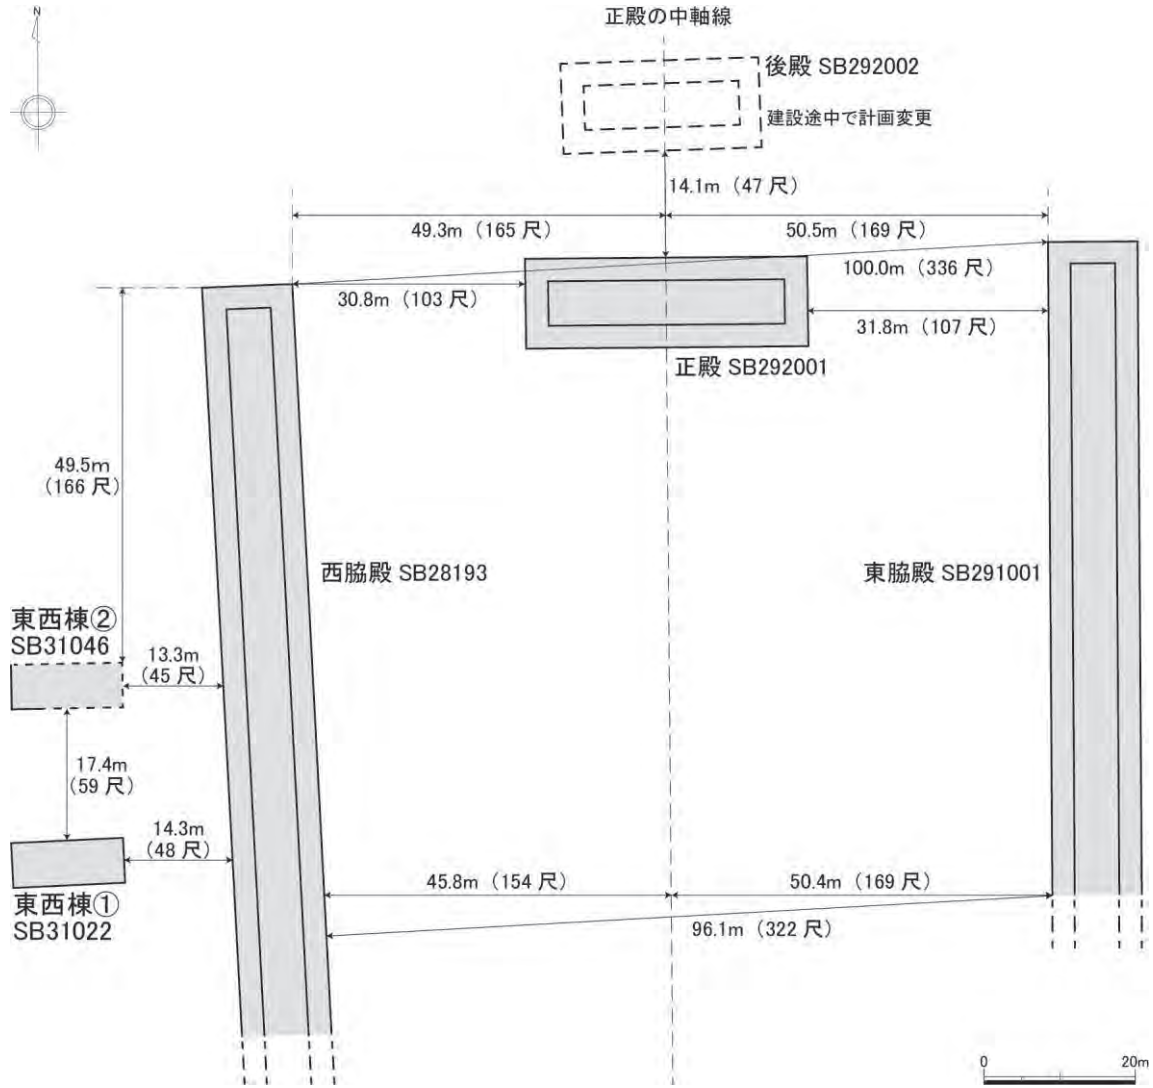 N
正殿の中軸線
後殿 SB292002
建設途中で計画変更
14.1m（47 尺）
49.3m（165 尺）
50.5m（169 尺）
100.0m（336 尺）
30.8m（103 尺）
31.8m（107 尺）
正殿 SB292001
49.5m
（166 尺）
西脇殿 SB28193
東脇殿 SB291001
東西棟②
SB31046
13.3m
（45 尺）
17.4m
（59 尺）
14.3m
（48 尺）
東西棟①
SB31022
45.8m（154 尺）
50.4m（169 尺）
96.1m（322 尺）
0
20m